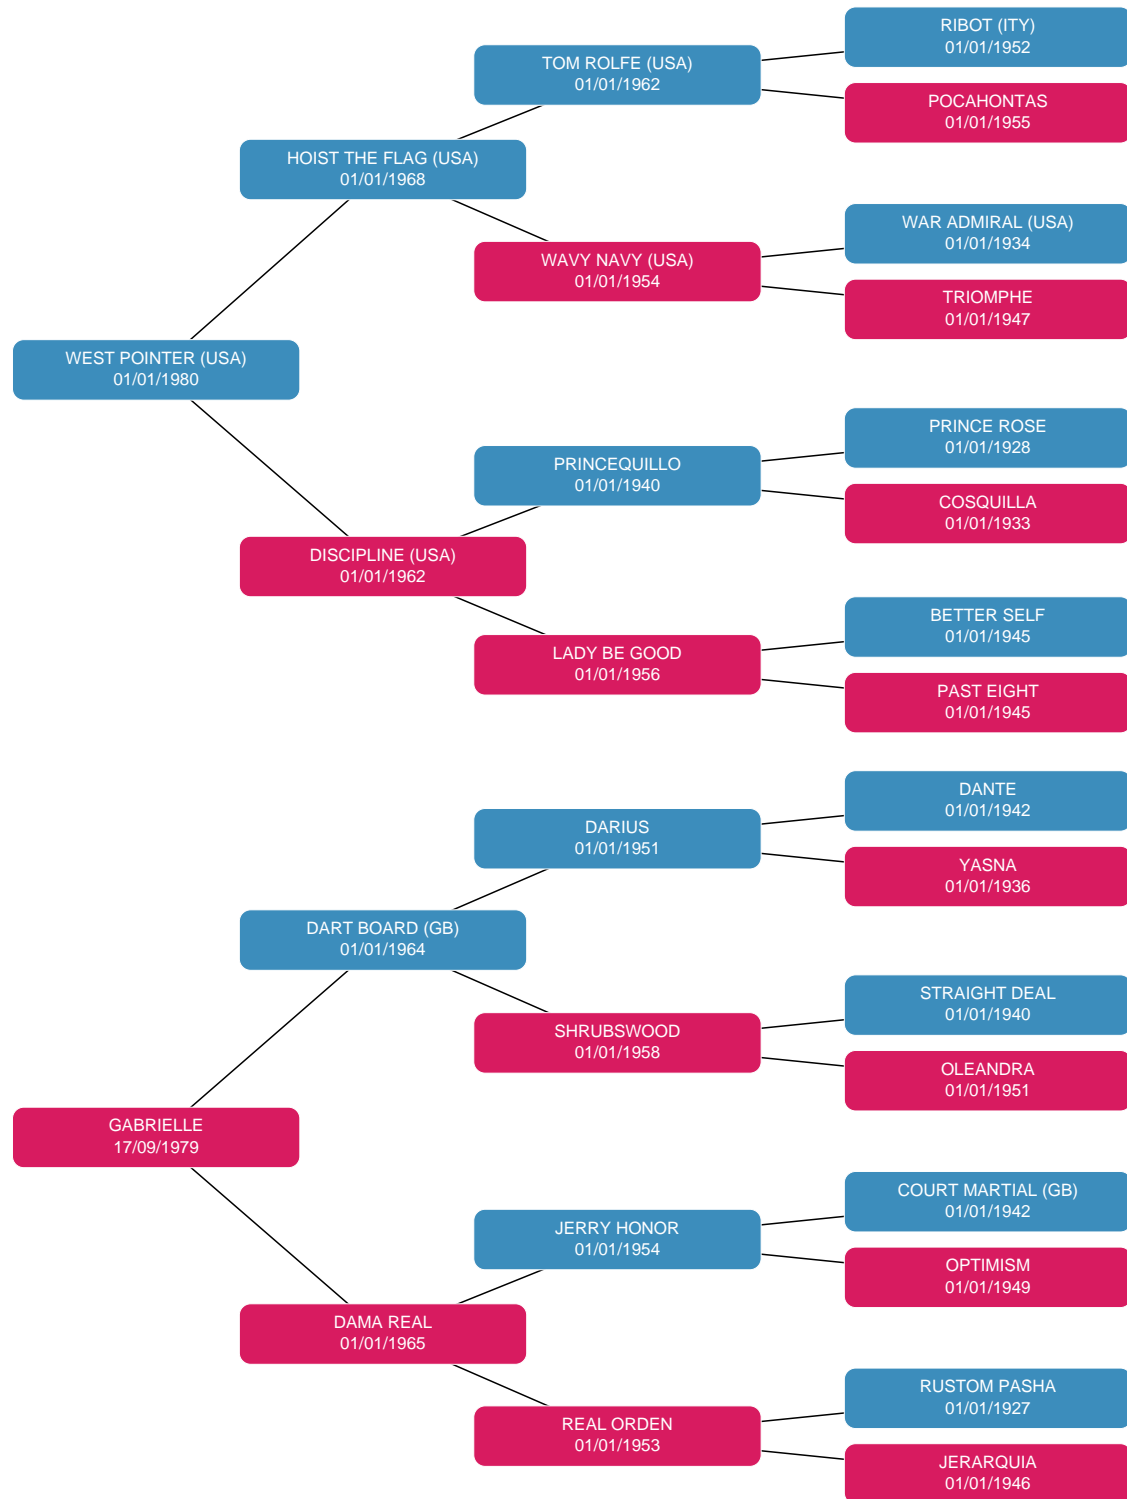 RIBOT (ITY)
01/01/1952
TOM ROLFE (USA)
01/01/1962
POCAHONTAS
01/01/1955
HOIST THE FLAG (USA)
01/01/1968
WAR ADMIRAL (USA)
01/01/1934
WAVY NAVY (USA)
01/01/1954
TRIOMPHE
01/01/1947
WEST POINTER (USA)
01/01/1980
PRINCE ROSE
01/01/1928
PRINCEQUILLO
01/01/1940
COSQUILLA
01/01/1933
DISCIPLINE (USA)
01/01/1962
BETTER SELF
01/01/1945
LADY BE GOOD
01/01/1956
PAST EIGHT
01/01/1945
DANTE
01/01/1942
DARIUS
01/01/1951
YASNA
01/01/1936
DART BOARD (GB)
01/01/1964
STRAIGHT DEAL
01/01/1940
SHRUBSWOOD
01/01/1958
OLEANDRA
01/01/1951
GABRIELLE
17/09/1979
COURT MARTIAL (GB)
01/01/1942
JERRY HONOR
01/01/1954
OPTIMISM
01/01/1949
DAMA REAL
01/01/1965
RUSTOM PASHA
01/01/1927
REAL ORDEN
01/01/1953
JERARQUIA
01/01/1946